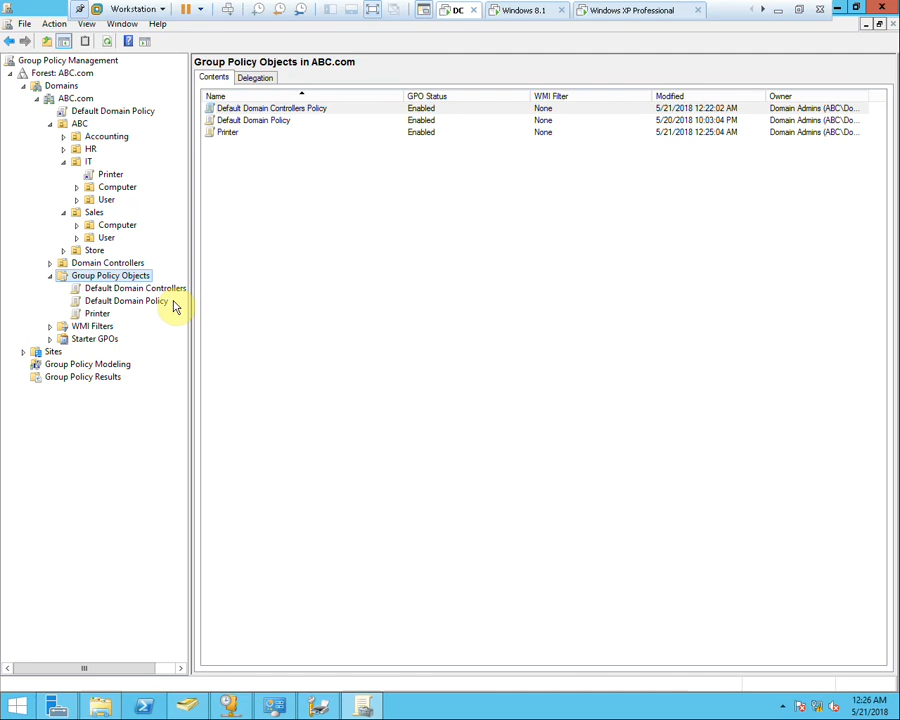 Workstation
DC
Windows 8.1
Windows XP Professional
File Action View Window Help
Group Policy Management
Forest: ABC.com
Domains
ABC.com
Default Domain Policy
ABC
Accounting
HR
IT
Printer
Computer
User
Sales
Computer
User
Store
Domain Controllers
Group Policy Objects
Default Domain Controllers
Default Domain Policy
Printer
WMI Filters
Starter GPOs
Sites
Group Policy Modeling
Group Policy Results
Group Policy Objects in ABC.com
Contents Delegation
Name GPO Status WMI Filter Modified Owner
Default Domain Controllers Policy Enabled None 5/21/2018 12:22:02 AM Domain Admins (ABC\Do...
Default Domain Policy Enabled None 5/20/2018 10:03:04 PM Domain Admins (ABC\Do...
Printer Enabled None 5/21/2018 12:25:04 AM Domain Admins (ABC\Do...
12:26 AM
5/21/2018